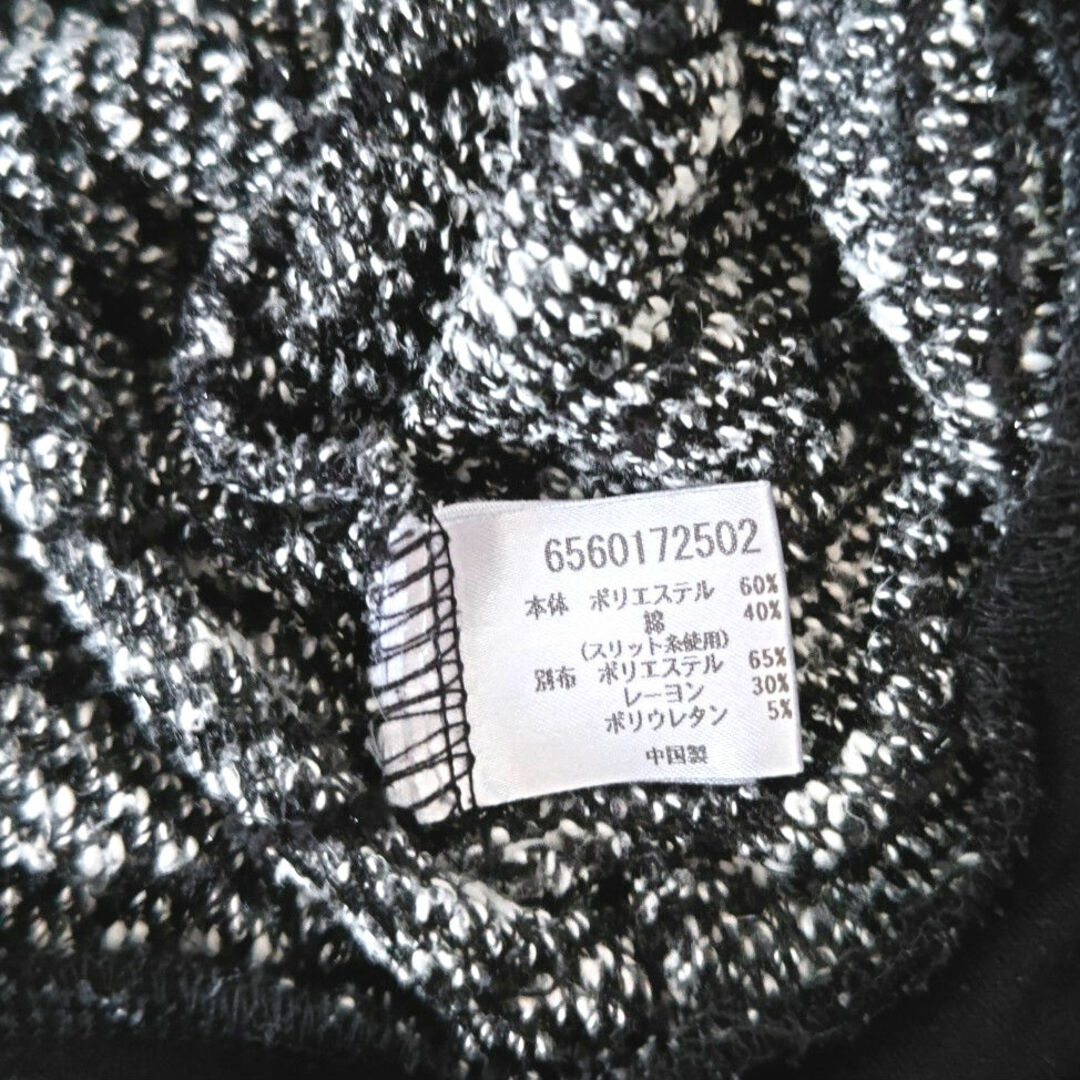 6560172502
本体 ポリエステル 60%
綿 40%
(スリット糸使用)
別布 ポリエステル 65%
レーヨン 30%
ポリウレタン 5%
中国製